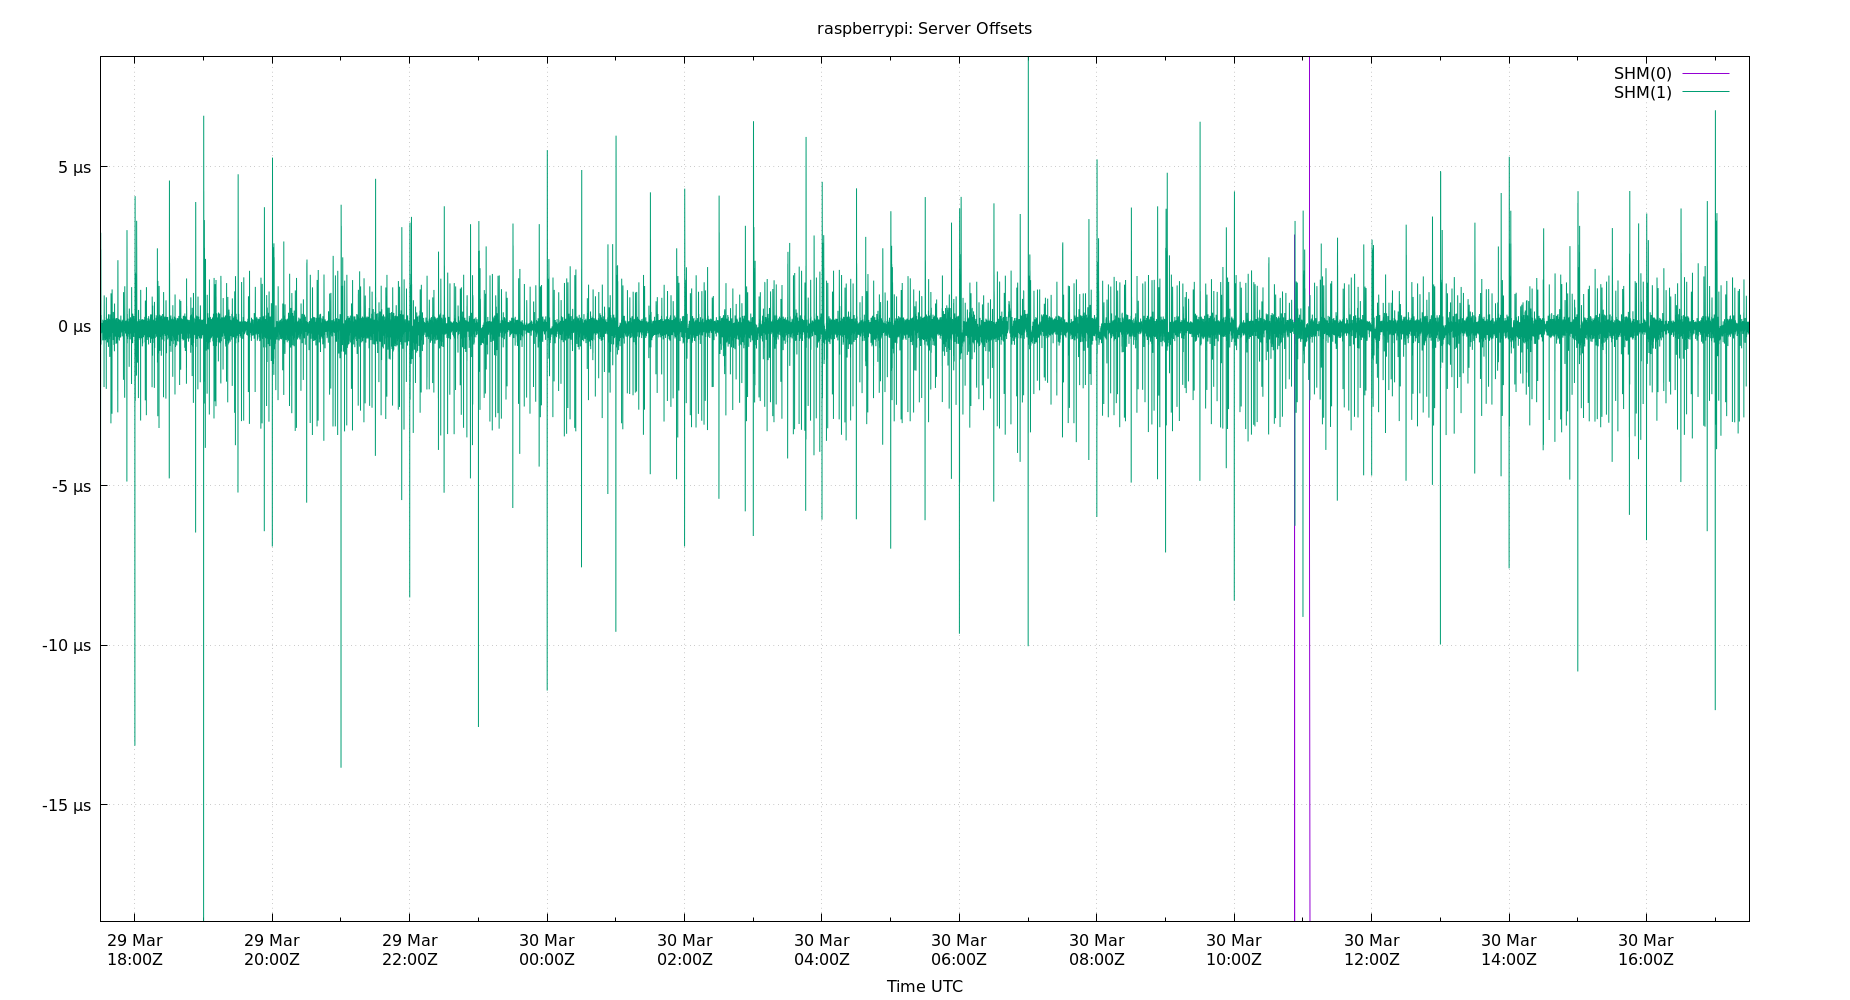 raspberrypi: Server Offsets
SHM(0)
SHM(1)
5 µs
0 µs
-5 µs
-10 µs
-15 µs
29 Mar 29 Mar 29 Mar 30 Mar 30 Mar 30 Mar 30 Mar 30 Mar 30 Mar 30 Mar 30 Mar 30 Mar
18:00Z 20:00Z 22:00Z 00:00Z 02:00Z 04:00Z 06:00Z 08:00Z 10:00Z 12:00Z 14:00Z 16:00Z
Time UTC